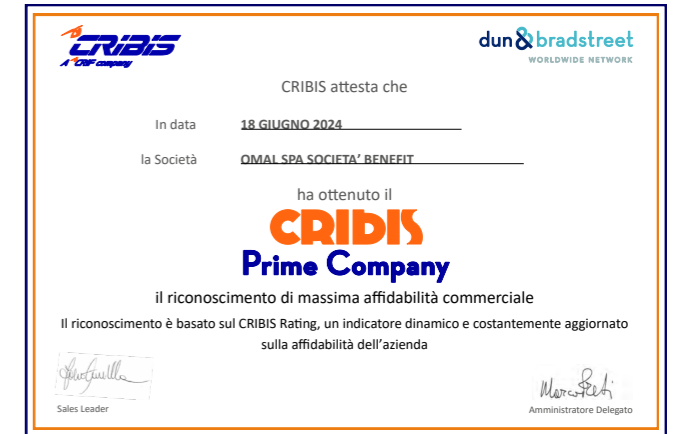 CRIBIS
A CRIF company
dun & bradstreet
WORLDWIDE NETWORK
CRIBIS attesta che
In data 18 GIUGNO 2024
la Società OMAL SPA SOCIETA’ BENEFIT
ha ottenuto il
CRIBIS
Prime Company
il riconoscimento di massima affidabilità commerciale
Il riconoscimento è basato sul CRIBIS Rating, un indicatore dinamico e costantemente aggiornato
sulla affidabilità dell’azienda
Sales Leader
Amministratore Delegato